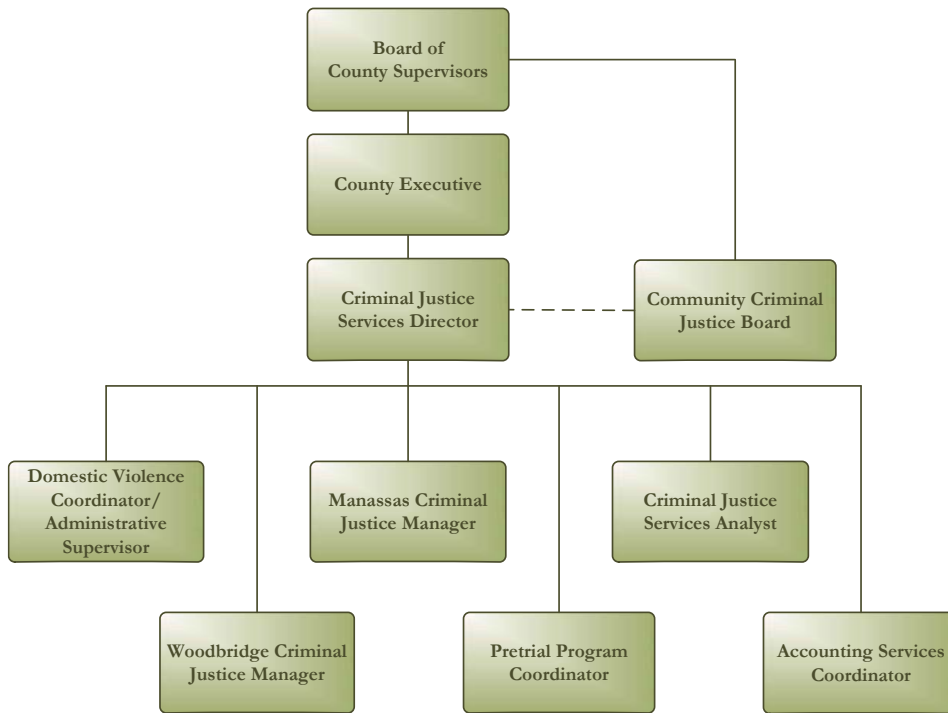 Board of
County Supervisors
County Executive
Criminal Justice
Services Director
Community Criminal
Justice Board
Domestic Violence
Coordinator/
Administrative
Supervisor
Manassas Criminal
Justice Manager
Criminal Justice
Services Analyst
Woodbridge Criminal
Justice Manager
Pretrial Program
Coordinator
Accounting Services
Coordinator